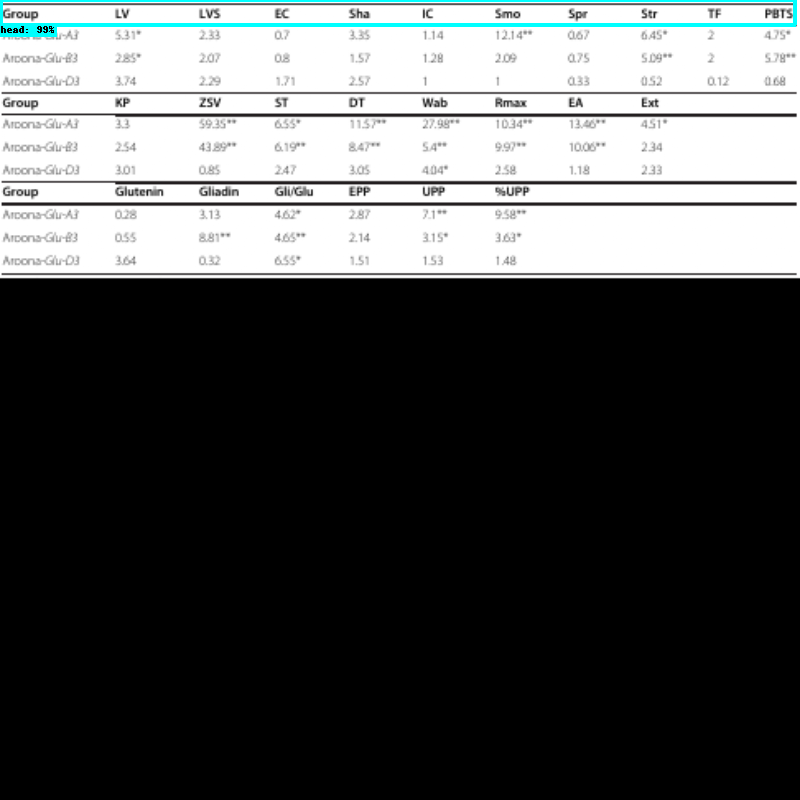 Group LV LVS EC Sha IC Smo Spr Str TF PBTS
head: 99%
Aroona-Glu-A3 5.31* 2.33 0.7 3.35 1.14 12.14** 0.67 6.45* 2 4.75*
Aroona-Glu-B3 2.85* 2.07 0.8 1.57 1.28 2.09 0.75 5.09** 2 5.78**
Aroona-Glu-D3 3.74 2.29 1.71 2.57 1 1 0.33 0.52 0.12 0.68
Group KP ZSV ST DT Wab Rmax EA Ext
Aroona-Glu-A3 3.3 59.35** 6.55* 11.57** 27.98** 10.34** 13.46** 4.51*
Aroona-Glu-B3 2.54 43.89** 6.19** 8.47** 5.4** 9.97** 10.06** 2.34
Aroona-Glu-D3 3.01 0.85 2.47 3.05 4.04* 2.58 1.18 2.33
Group Glutenin Gliadin Gli/Glu EPP UPP %UPP
Aroona-Glu-A3 0.28 3.13 4.62* 2.87 7.1** 9.58**
Aroona-Glu-B3 0.55 8.81** 4.65** 2.14 3.15* 3.63*
Aroona-Glu-D3 3.64 0.32 6.55* 1.51 1.53 1.48